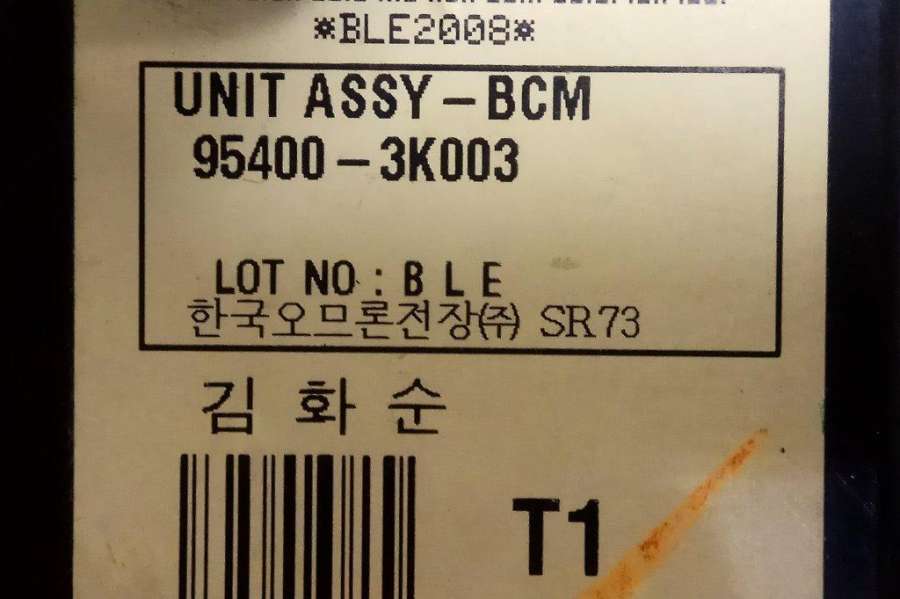 *BLE2008*
UNIT ASSY-BCM
95400-3K003
LOT NO : B L E
한국오므론전장㈜ SR73
김 화 순
T1